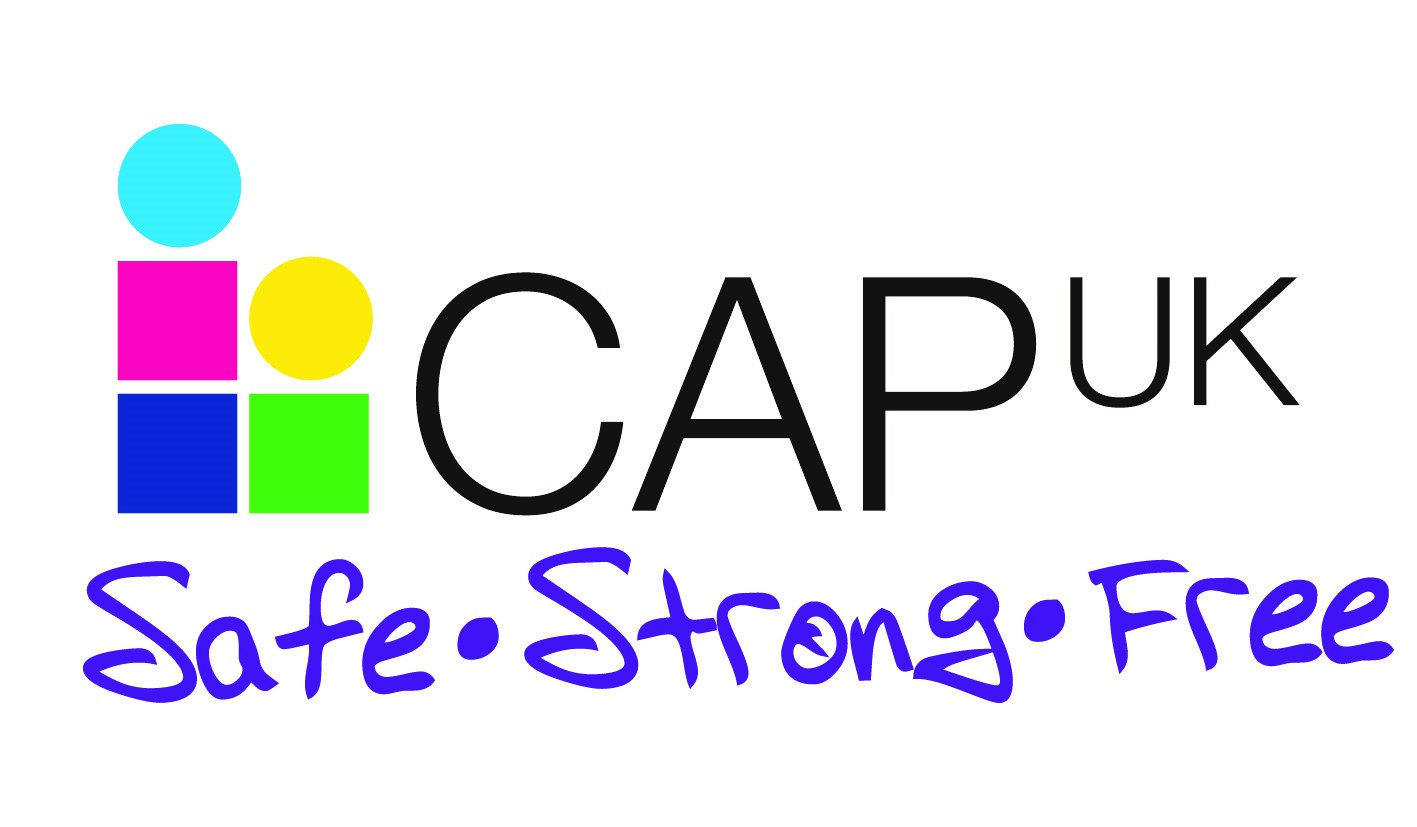 CAP UK
Safe • Strong • Free